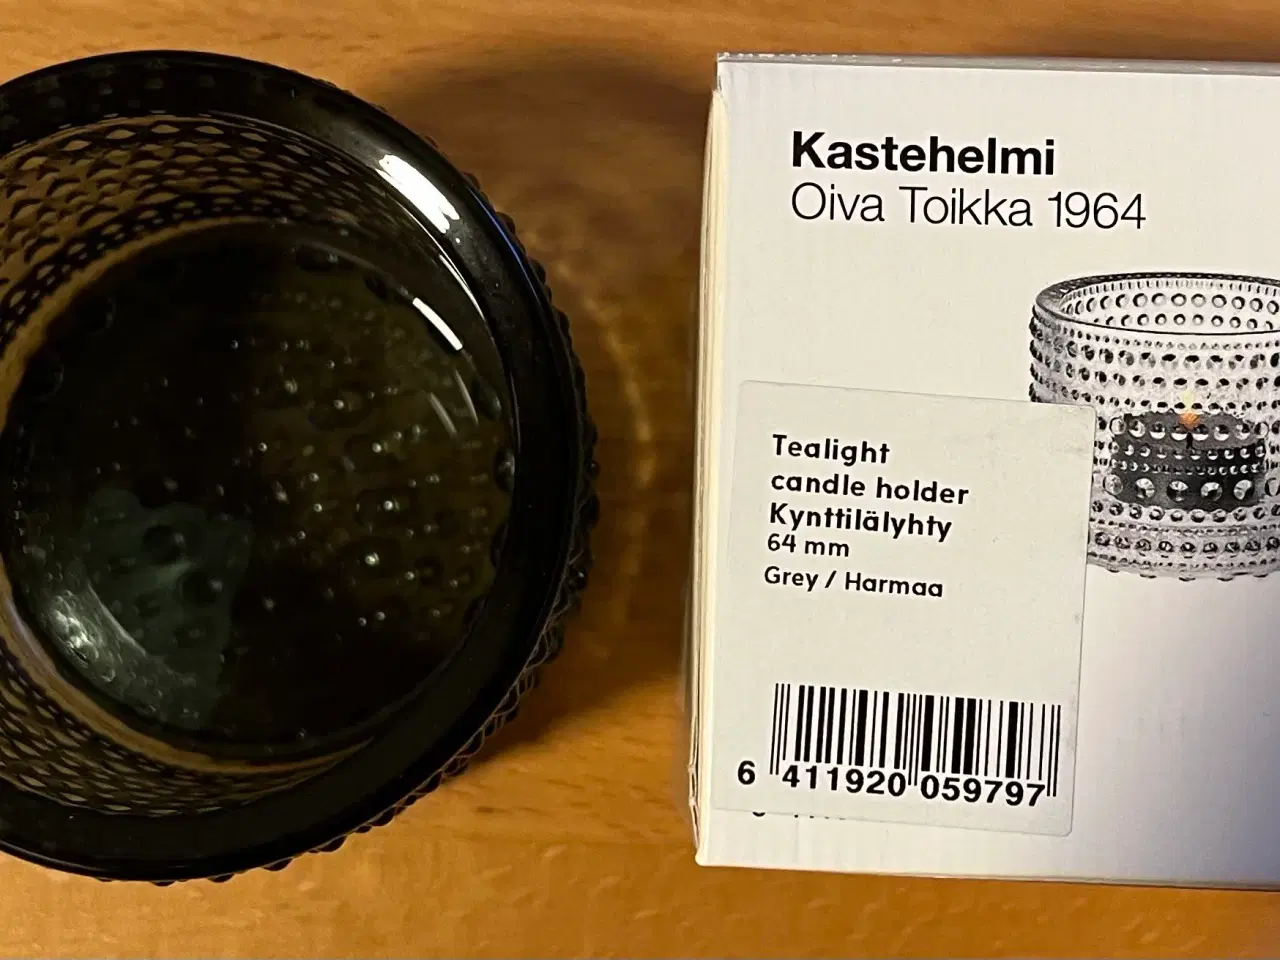 Kastehelmi
Oiva Toikka 1964
Tealight
candle holder
Kynttilälyhty
64 mm
Grey / Harmaa
6 411920 059797